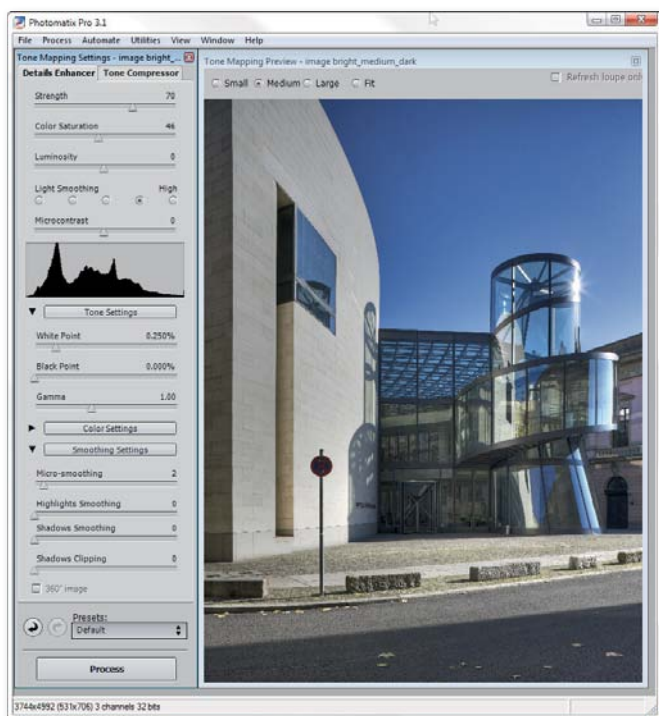 Photomatix Pro 3.1
File Process Automate Utilities View Window Help
Tone Mapping Settings - image bright_...
Details Enhancer Tone Compressor
Strength 70
Color Saturation 46
Luminosity 0
Light Smoothing High
Microcontrast 0
Tone Settings
White Point 0.250%
Black Point 0.000%
Gamma 1.00
Color Settings
Smoothing Settings
Micro-smoothing 2
Highlights Smoothing 0
Shadows Smoothing 0
Shadows Clipping 0
360° image
Presets:
Default
Process
Tone Mapping Preview - image bright_medium_dark
Small Medium Large Fit
Refresh loupe onl
3744x4992 (531x706) 3 channels 32 bits